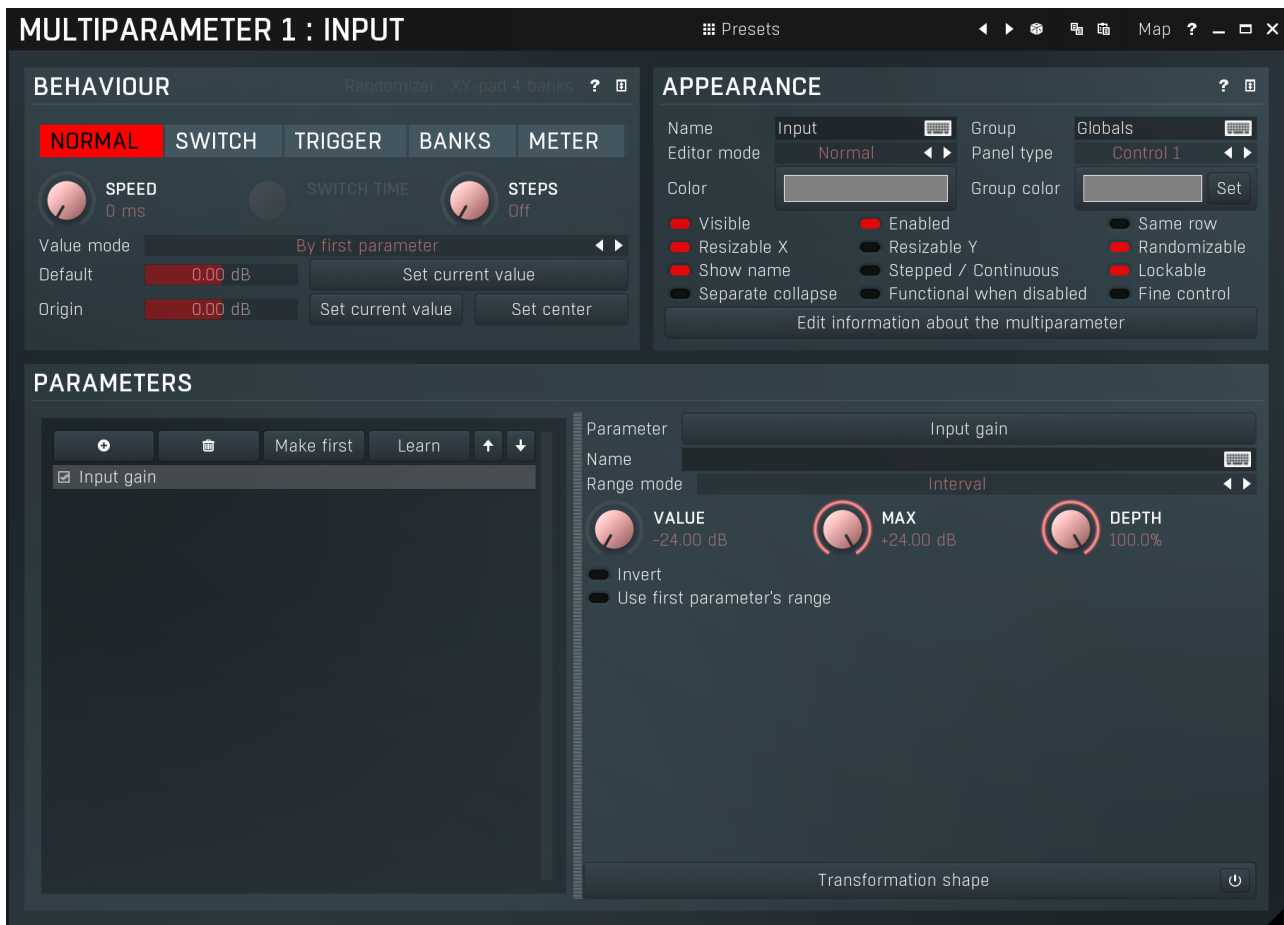 MULTIPARAMETER 1 : INPUT
Presets
Map ?
BEHAVIOUR
Randomizer XY-pad 4 banks ?
NORMAL SWITCH TRIGGER BANKS METER
SPEED
0 ms
SWITCH TIME
STEPS
Off
Value mode By first parameter
Default 0.00 dB Set current value
Origin 0.00 dB Set current value Set center
APPEARANCE ?
Name Input Group Globals
Editor mode Normal Panel type Control 1
Color Group color Set
Visible Enabled Same row
Resizable X Resizable Y Randomizable
Show name Stepped / Continuous Lockable
Separate collapse Functional when disabled Fine control
Edit information about the multiparameter
PARAMETERS
Make first Learn
Input gain
Parameter Input gain
Name
Range mode Interval
VALUE
-24.00 dB
MAX
+24.00 dB
DEPTH
100.0%
Invert
Use first parameter's range
Transformation shape